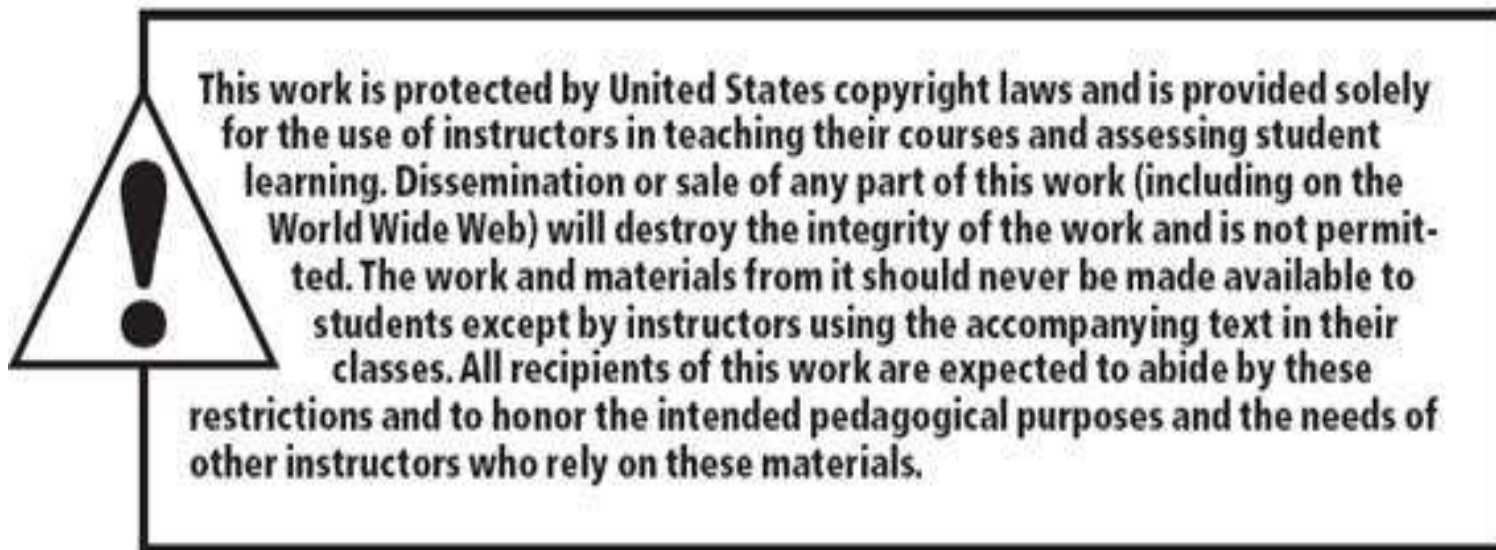 This work is protected by United States copyright laws and is provided solely
for the use of instructors in teaching their courses and assessing student
learning. Dissemination or sale of any part of this work (including on the
World Wide Web) will destroy the integrity of the work and is not permit-
ted. The work and materials from it should never be made available to
students except by instructors using the accompanying text in their
classes. All recipients of this work are expected to abide by these
restrictions and to honor the intended pedagogical purposes and the needs of
other instructors who rely on these materials.